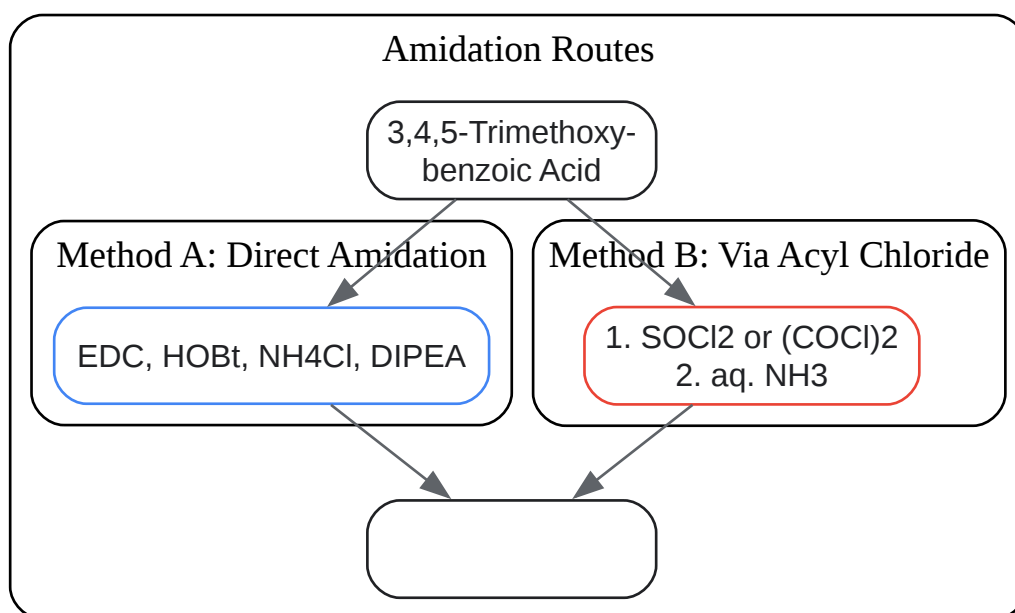 Amidation Routes
3,4,5-Trimethoxy-
benzoic Acid
Method A: Direct Amidation
Method B: Via Acyl Chloride
EDC, HOBt, NH4Cl, DIPEA
1. SOCl2 or (COCl)2
2. aq. NH3